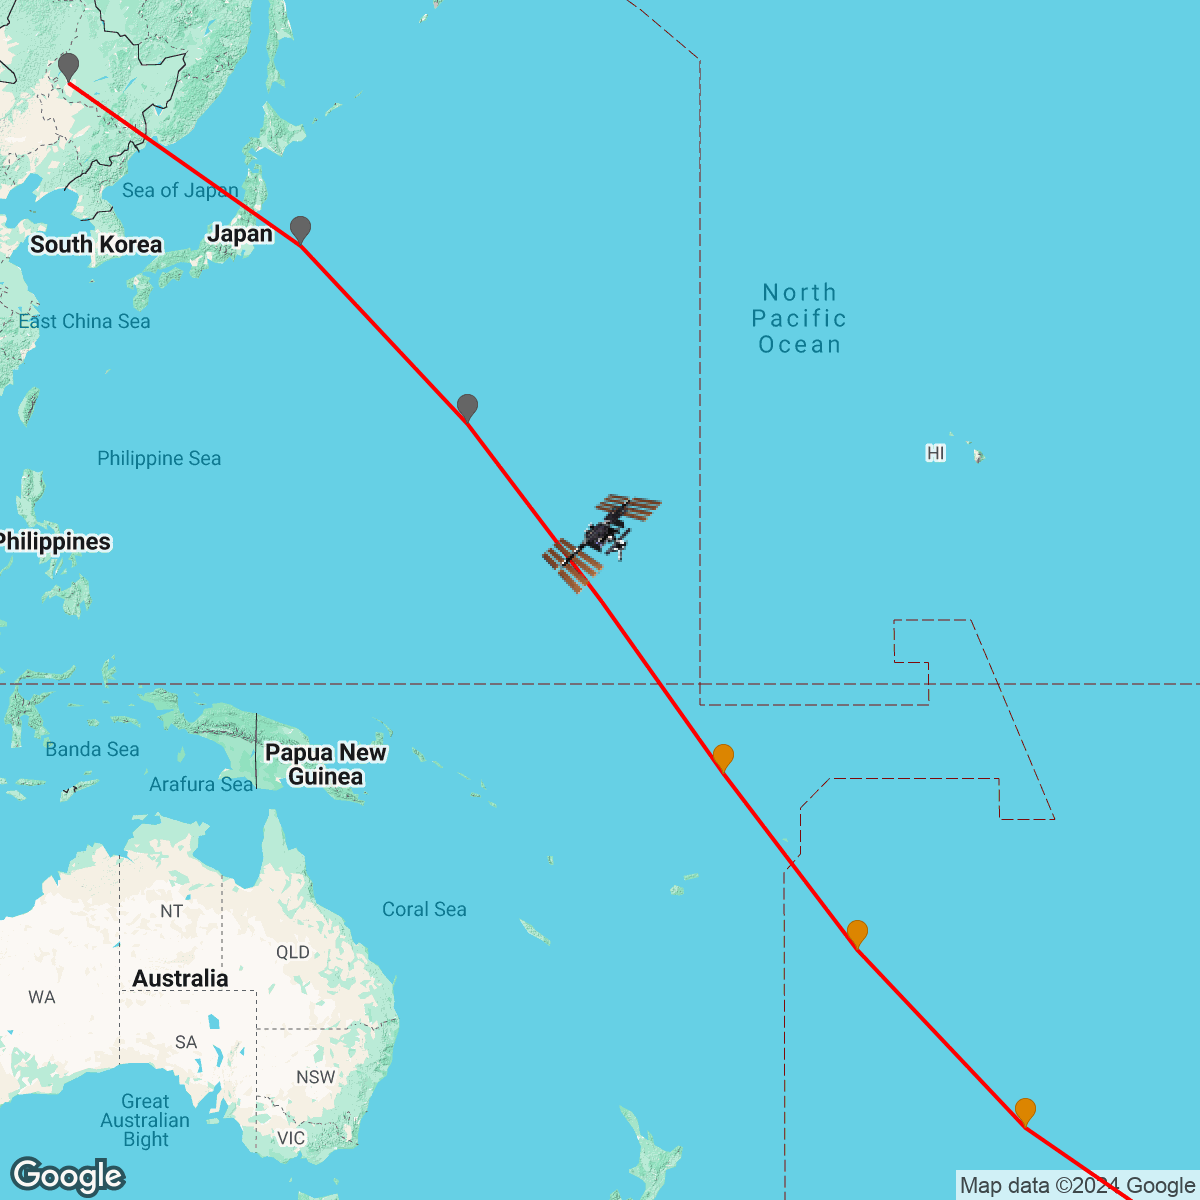 Sea of Japan
Japan
South Korea
North
Pacific
Ocean
East China Sea
HI
Philippine Sea
Philippines
Banda Sea
Papua New
Guinea
Arafura Sea
Coral Sea
NT
QLD
Australia
WA
SA
NSW
Great
Australian
Bight
VIC
Google
Map data ©2024 Google